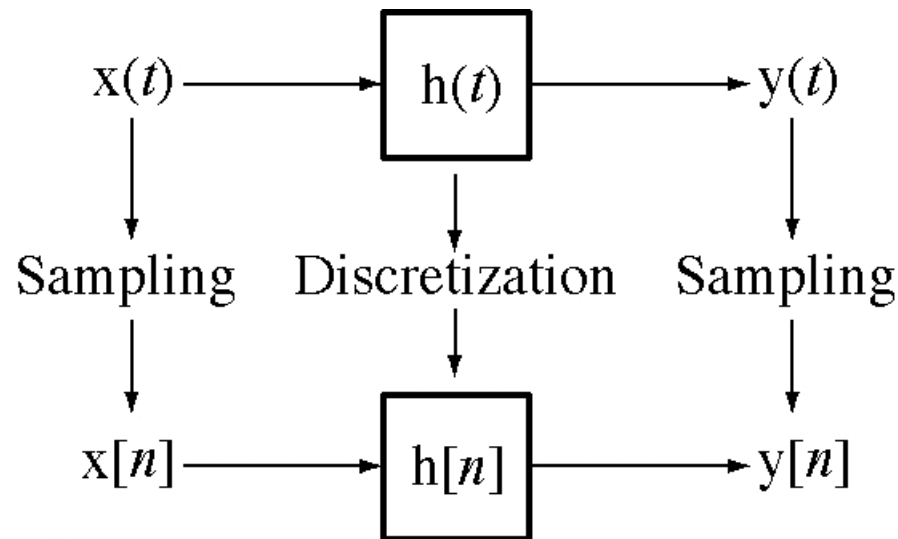 x(t) h(t) y(t)
Sampling Discretization Sampling
x[n] h[n] y[n]